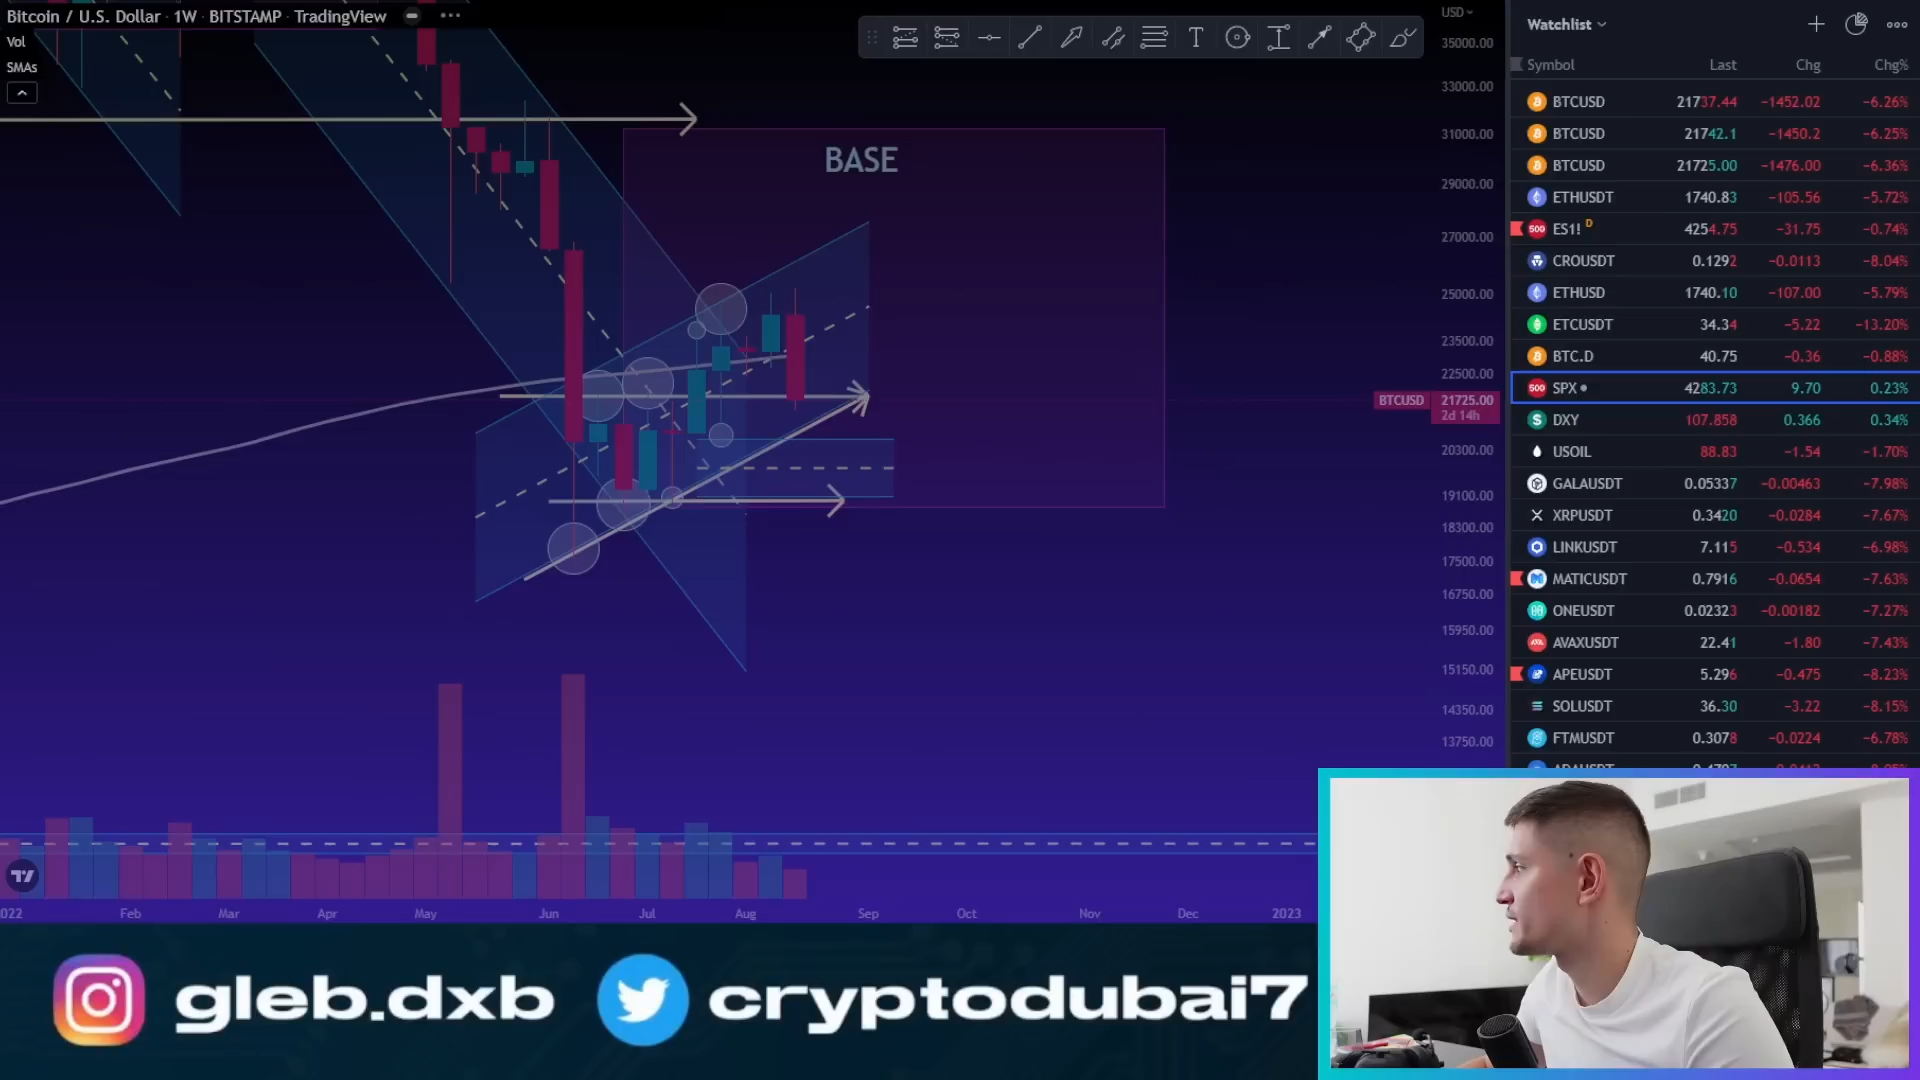 Bitcoin / U.S. Dollar · 1W · BITSTAMP · TradingView
Vol
SMAs
BASE
USD
35000.00
33000.00
31000.00
29000.00
27000.00
25000.00
23500.00
22500.00
BTCUSD 21725.00
2d 14h
20300.00
19100.00
18300.00
17500.00
16750.00
15950.00
15150.00
14350.00
13750.00
2022 Feb Mar Apr May Jun Jul Aug Sep Oct Nov Dec 2023
Watchlist
Symbol Last Chg Chg%
BTCUSD 21737.44 −1452.02 −6.26%
BTCUSD 21742.1 −1450.2 −6.25%
BTCUSD 21725.00 −1476.00 −6.36%
ETHUSDT 1740.83 −105.56 −5.72%
ES1! D 4254.75 −31.75 −0.74%
CROUSDT 0.1292 −0.0113 −8.04%
ETHUSD 1740.10 −107.00 −5.79%
ETCUSDT 34.34 −5.22 −13.20%
BTC.D 40.75 −0.36 −0.88%
SPX 4283.73 9.70 0.23%
DXY 107.858 0.366 0.34%
USOIL 88.83 −1.54 −1.70%
GALAUSDT 0.05337 −0.00463 −7.98%
XRPUSDT 0.3420 −0.0284 −7.67%
LINKUSDT 7.115 −0.534 −6.98%
MATICUSDT 0.7916 −0.0654 −7.63%
ONEUSDT 0.02323 −0.00182 −7.27%
AVAXUSDT 22.41 −1.80 −7.43%
APEUSDT 5.296 −0.475 −8.23%
SOLUSDT 36.30 −3.22 −8.15%
FTMUSDT 0.3078 −0.0224 −6.78%
gleb.dxb
cryptodubai7